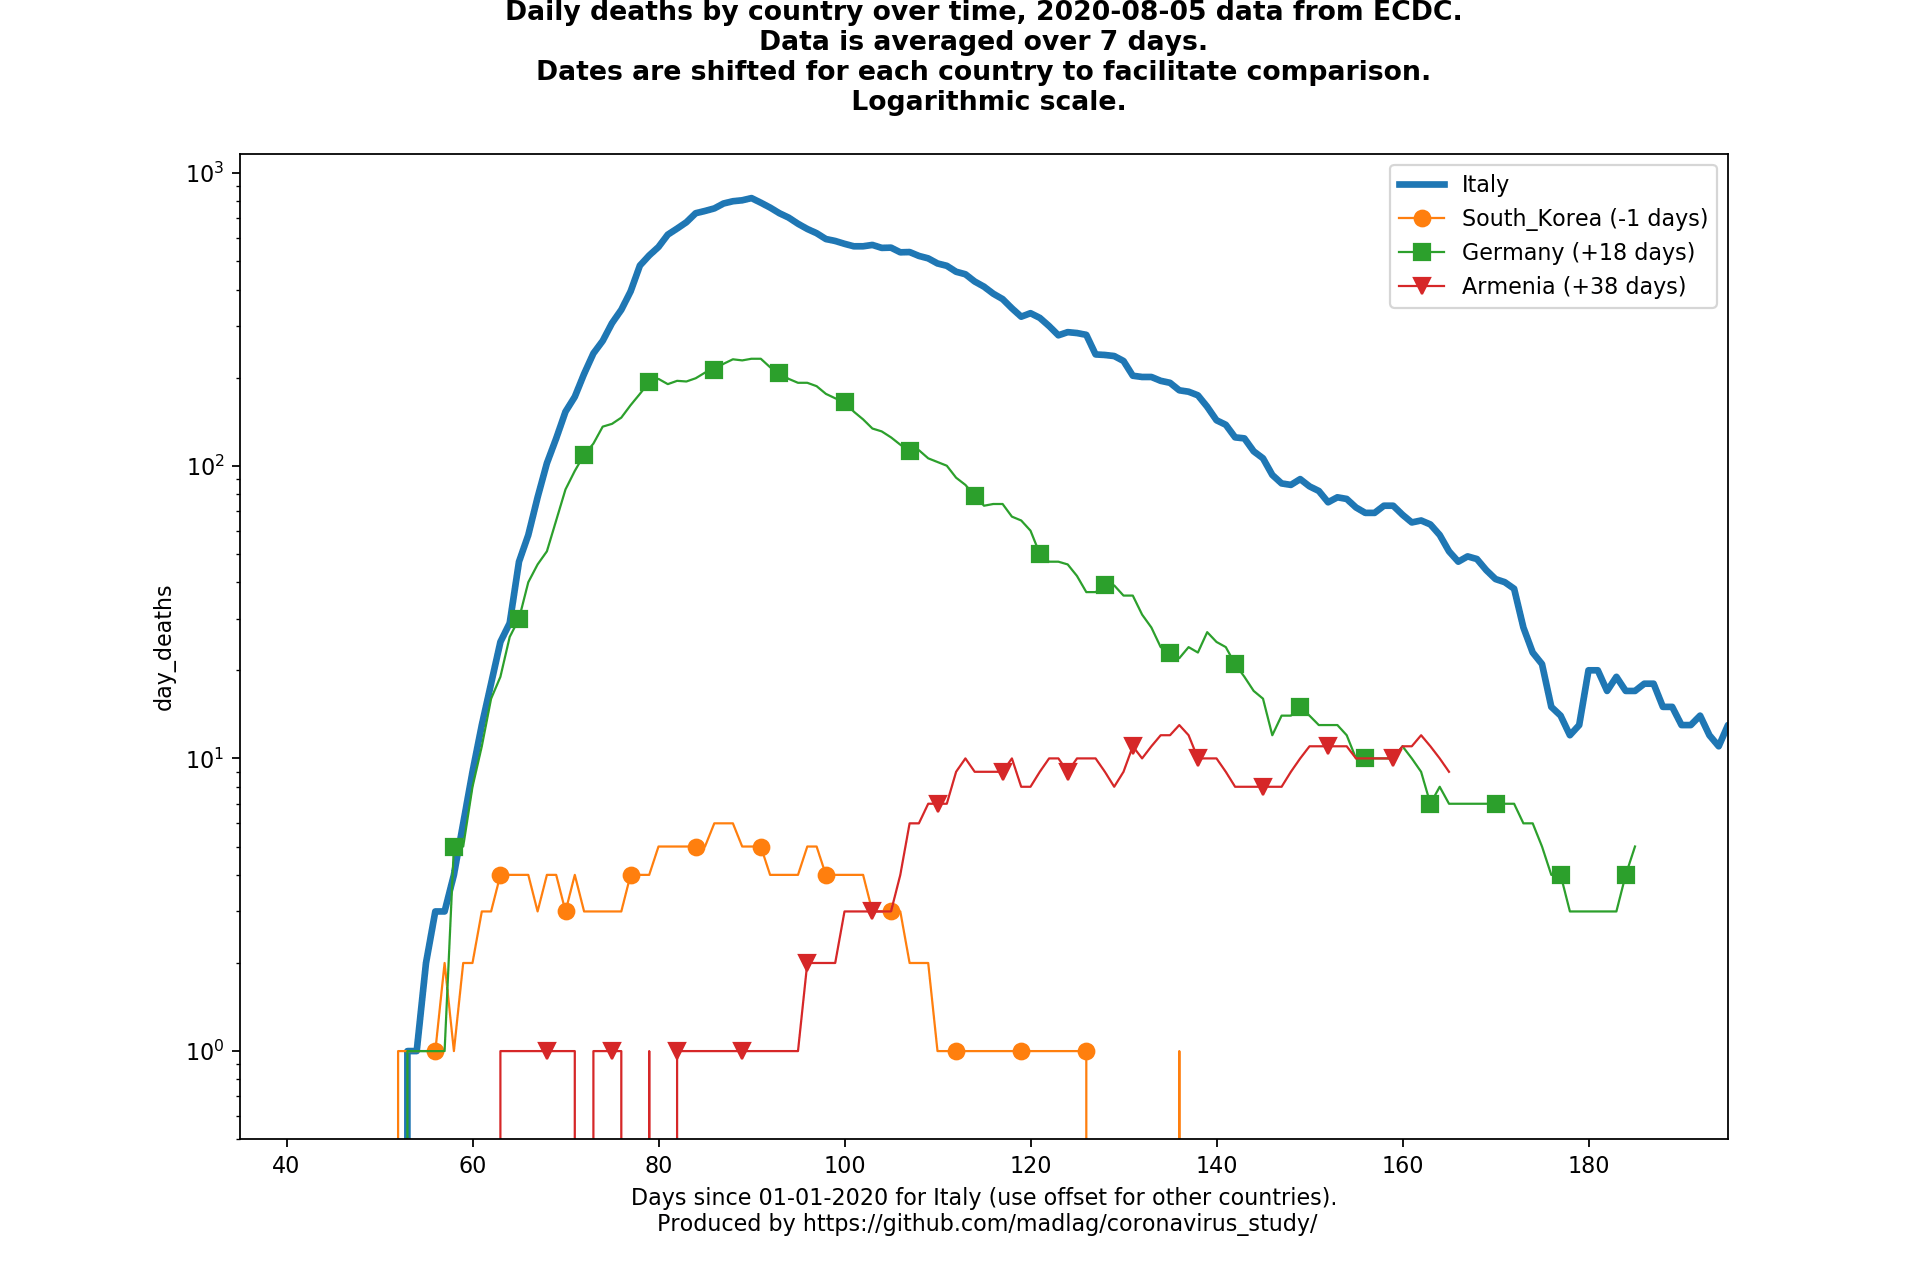 Daily deaths by country over time, 2020-08-05 data from ECDC.
Data is averaged over 7 days.
Dates are shifted for each country to facilitate comparison.
Logarithmic scale.
10³
10²
10¹
10⁰
day_deaths
Italy
South_Korea (-1 days)
Germany (+18 days)
Armenia (+38 days)
40 60 80 100 120 140 160 180
Days since 01-01-2020 for Italy (use offset for other countries).
Produced by https://github.com/madlag/coronavirus_study/